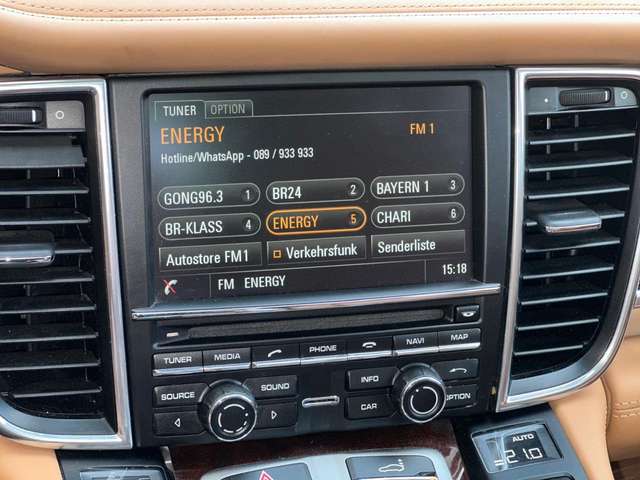 TUNER OPTION
ENERGY FM 1
Hotline/WhatsApp - 089 / 933 933
GONG96.3 1 BR24 2 BAYERN 1 3
BR-KLASS 4 ENERGY 5 CHARI 6
Autostore FM1 Verkehrsfunk Senderliste
FM ENERGY 15:18
MAP
TUNER MEDIA PHONE NAVI
SOURCE SOUND INFO
CAR OPTION
AUTO
21.0